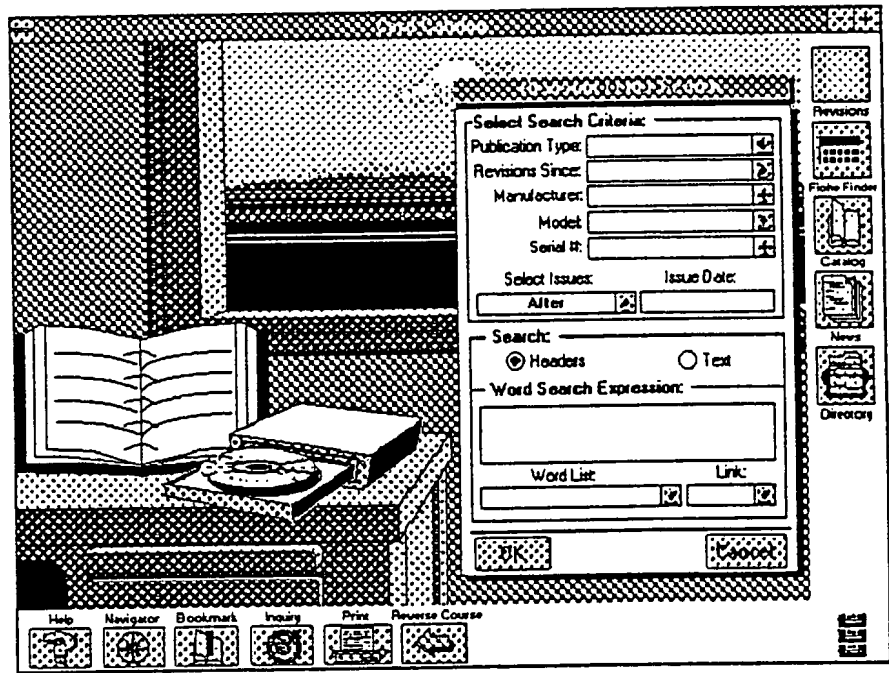 Revisions
Fiche Finder
Catalog
News
Directory
Select Search Criteria:
Publication Type:
Revisions Since:
Manufacturer:
Model:
Serial #:
Select Issues:
Issue Date:
After
Search:
Headers
Text
Word Search Expression:
Word List:
Link:
OK
Cancel
Help
Navigator
Bookmark
Inquiry
Print
Reverse Course